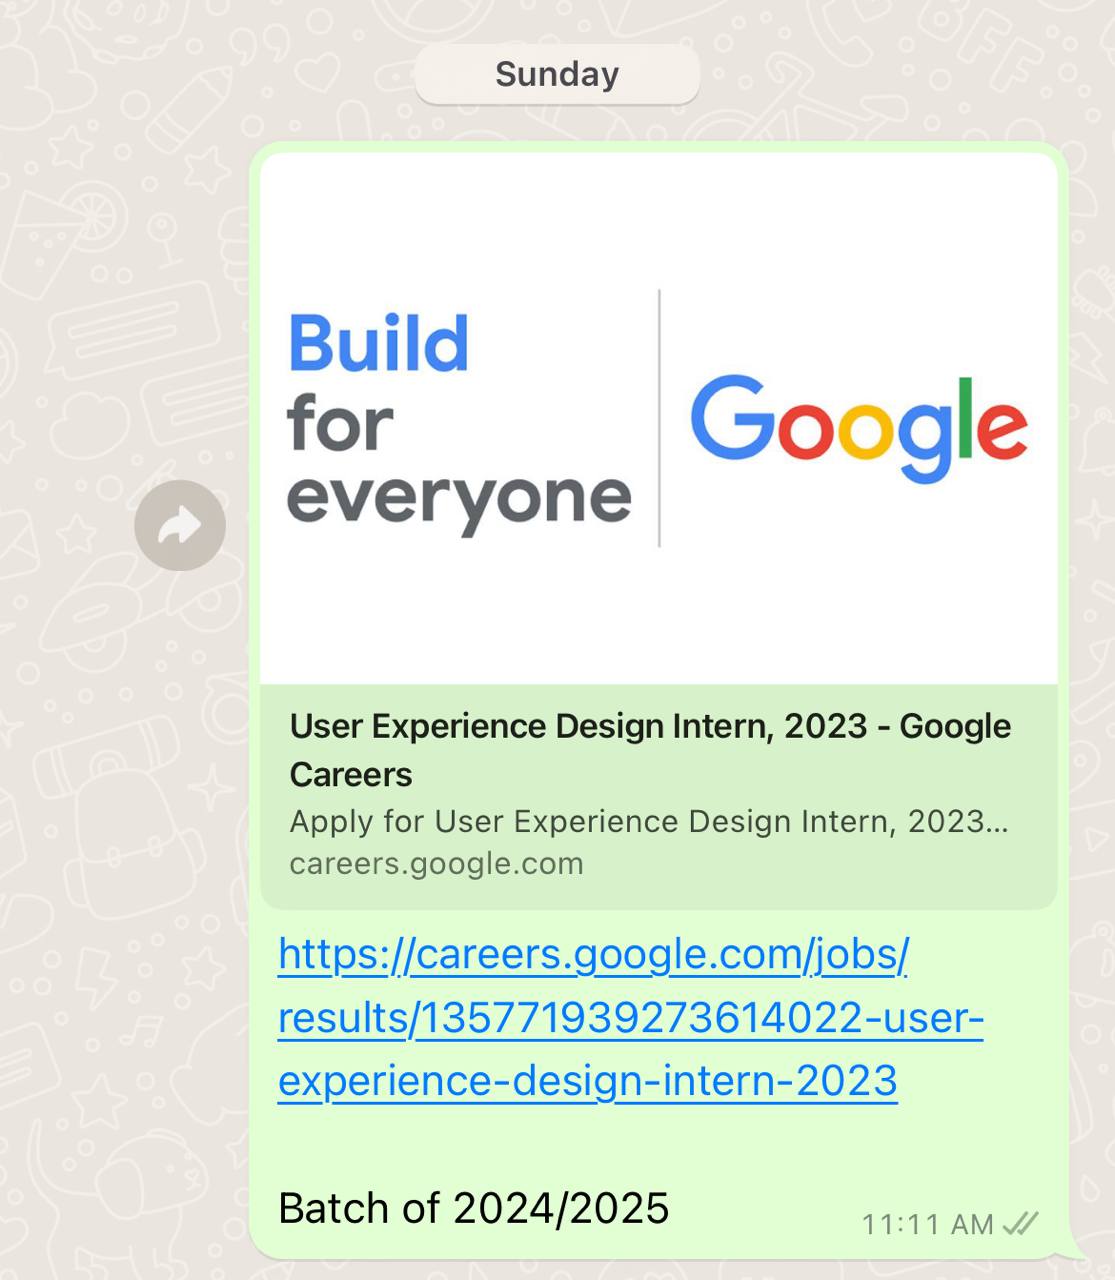 Sunday
Build
for
everyone
Google
User Experience Design Intern, 2023 - Google
Careers
Apply for User Experience Design Intern, 2023...
careers.google.com
https://careers.google.com/jobs/
results/135771939273614022-user-
experience-design-intern-2023
Batch of 2024/2025
11:11 AM